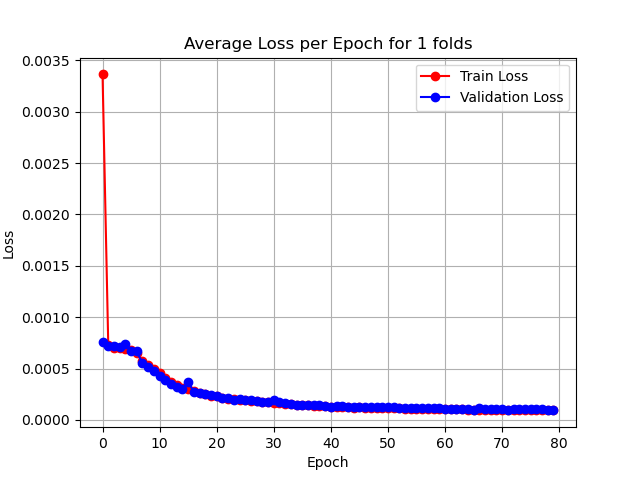 Average Loss per Epoch for 1 folds
Train Loss
Validation Loss
0.0035
0.0030
0.0025
0.0020
0.0015
0.0010
0.0005
0.0000
Loss
0 10 20 30 40 50 60 70 80
Epoch